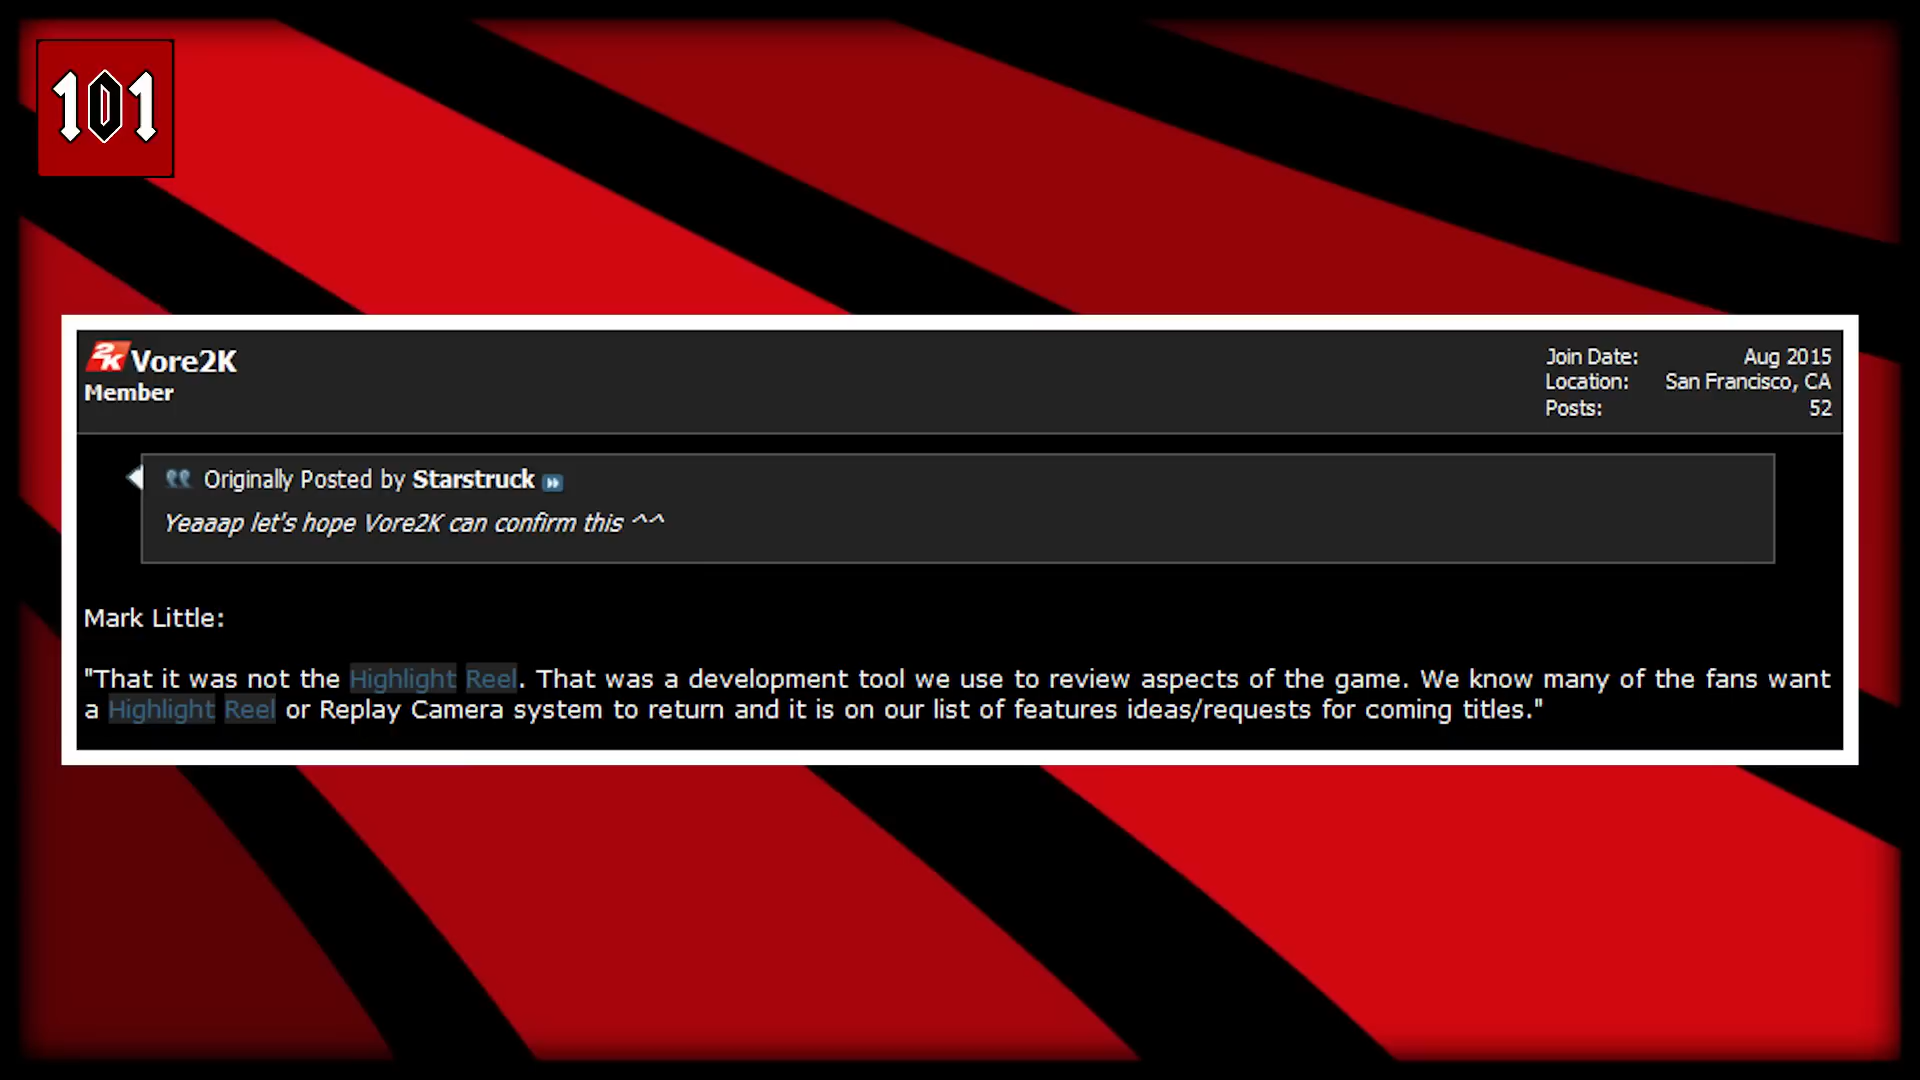 101
2K Vore2K
Member
Join Date: Aug 2015
Location: San Francisco, CA
Posts: 52
Originally Posted by Starstruck
Yeaaap let's hope Vore2K can confirm this ^^
Mark Little:
"That it was not the Highlight Reel. That was a development tool we use to review aspects of the game. We know many of the fans want
a Highlight Reel or Replay Camera system to return and it is on our list of features ideas/requests for coming titles."